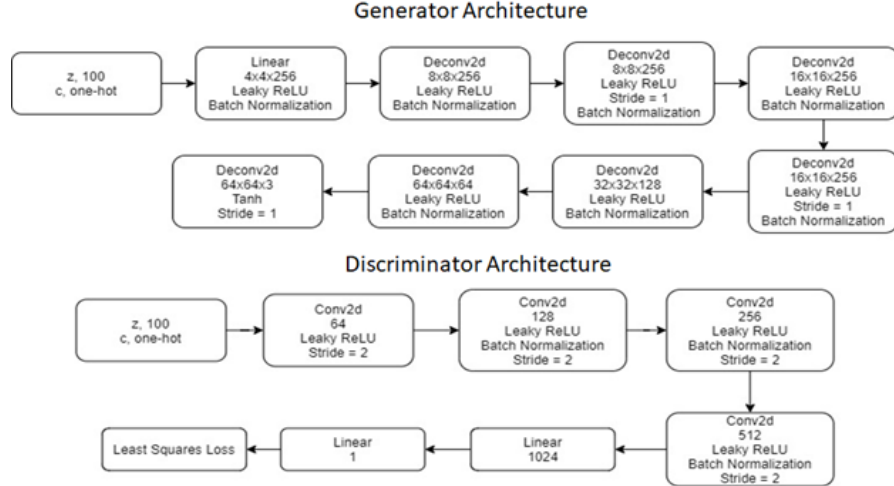 Generator Architecture
z, 100
c, one-hot
Linear
4x4x256
Leaky ReLU
Batch Normalization
Deconv2d
8x8x256
Leaky ReLU
Batch Normalization
Deconv2d
8x8x256
Leaky ReLU
Stride = 1
Batch Normalization
Deconv2d
16x16x256
Leaky ReLU
Batch Normalization
Deconv2d
16x16x256
Leaky ReLU
Stride = 1
Batch Normalization
Deconv2d
32x32x128
Leaky ReLU
Batch Normalization
Deconv2d
64x64x64
Leaky ReLU
Batch Normalization
Deconv2d
64x64x3
Tanh
Stride = 1
Discriminator Architecture
z, 100
c, one-hot
Conv2d
64
Leaky ReLU
Stride = 2
Conv2d
128
Leaky ReLU
Batch Normalization
Stride = 2
Conv2d
256
Leaky ReLU
Batch Normalization
Stride = 2
Conv2d
512
Leaky ReLU
Batch Normalization
Stride = 2
Linear
1024
Linear
1
Least Squares Loss